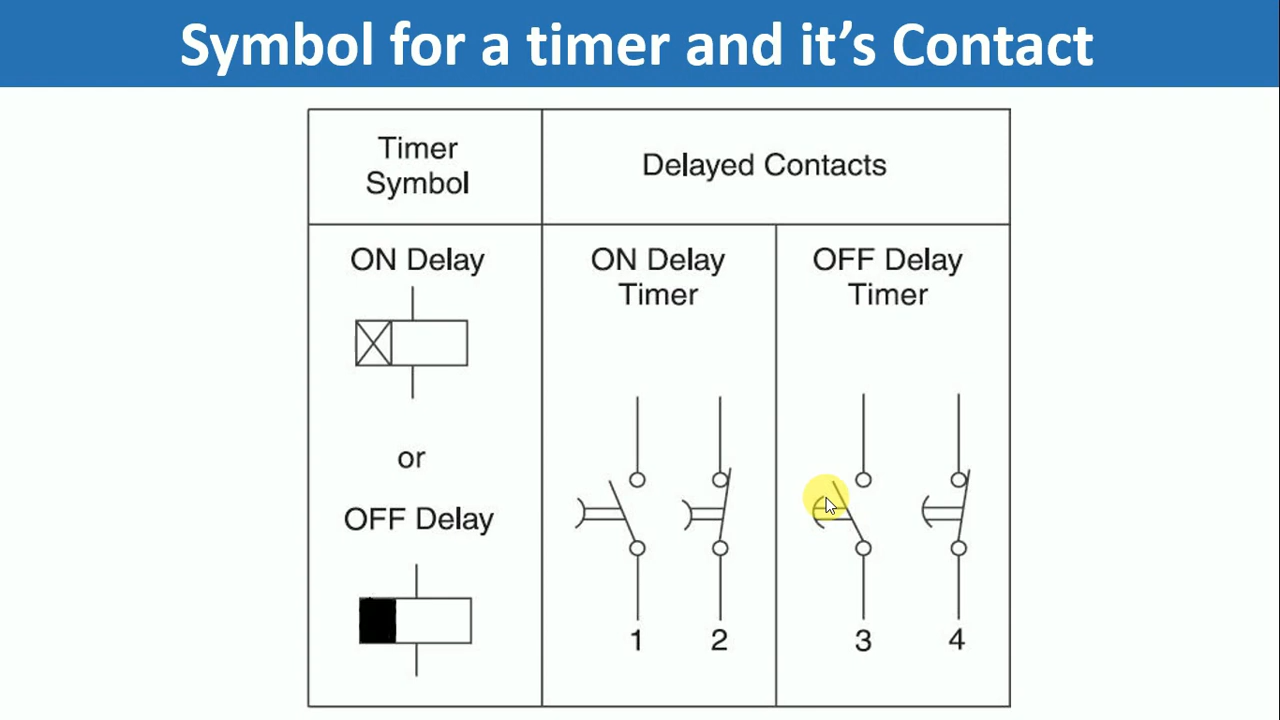 Symbol for a timer and it’s Contact
Timer
Symbol
Delayed Contacts
ON Delay
or
OFF Delay
ON Delay
Timer
1 2
OFF Delay
Timer
3 4